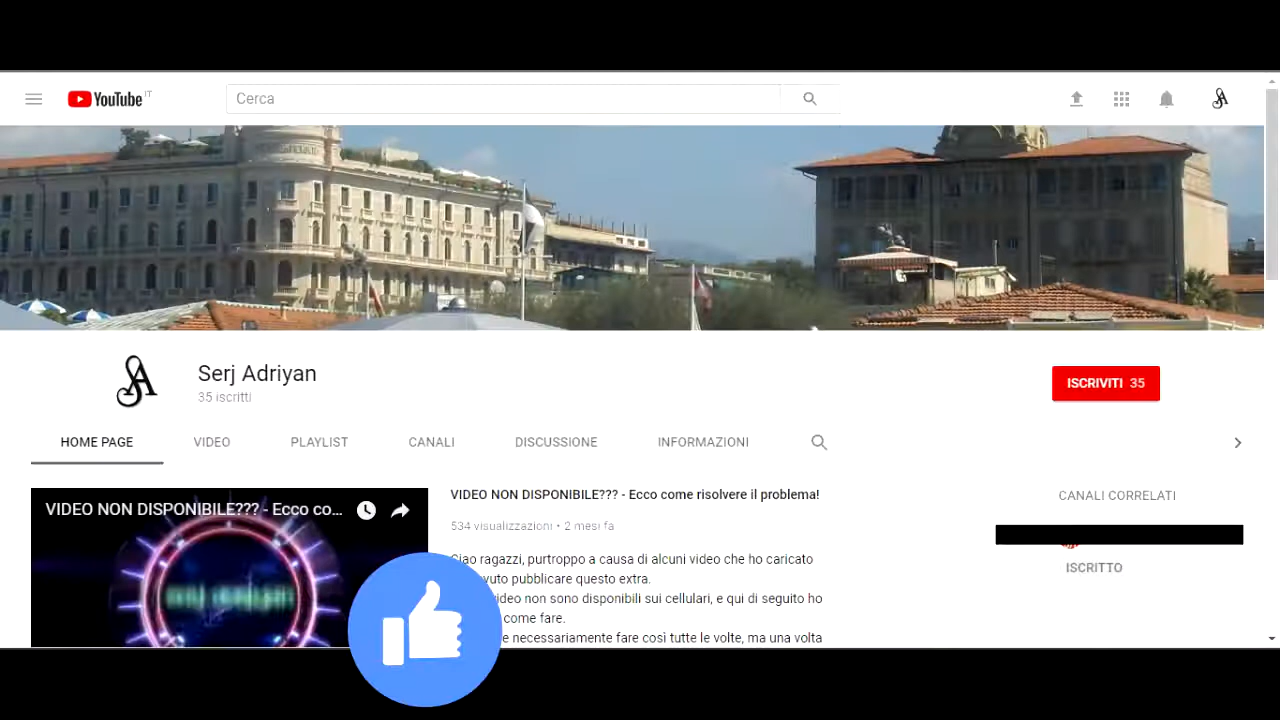 YouTube IT
Cerca
Serj Adriyan
35 iscritti
ISCRIVITI 35
HOME PAGE VIDEO PLAYLIST CANALI DISCUSSIONE INFORMAZIONI
VIDEO NON DISPONIBILE??? - Ecco co...
VIDEO NON DISPONIBILE??? - Ecco come risolvere il problema!
534 visualizzazioni • 2 mesi fa
Ciao ragazzi, purtroppo a causa di alcuni video che ho caricato
pubblicare questo extra.
video non sono disponibili sui cellulari, e qui di seguito ho
come fare.
necessariamente fare così tutte le volte, ma una volta
CANALI CORRELATI
ISCRITTO